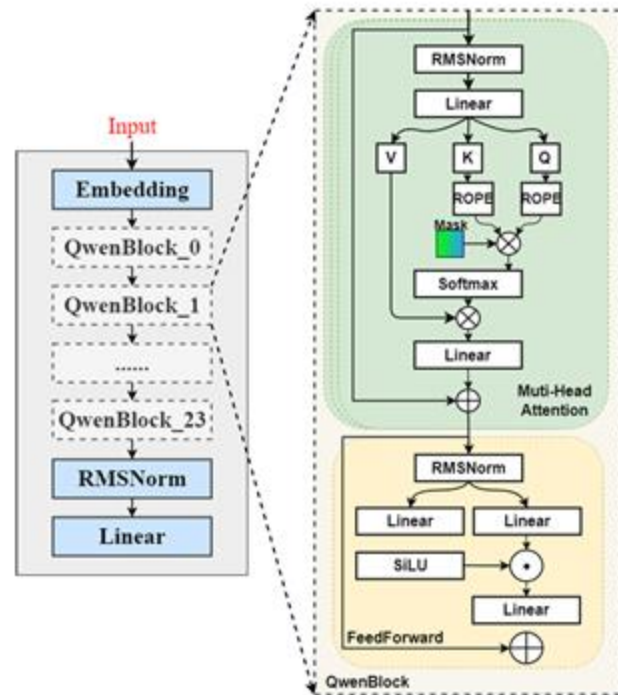 Input
Embedding
QwenBlock_0
QwenBlock_1
......
QwenBlock_23
RMSNorm
Linear
RMSNorm
Linear
V K Q
ROPE ROPE
Mask
Softmax
Linear
Muti-Head
Attention
RMSNorm
Linear Linear
SiLU
Linear
FeedForward
QwenBlock